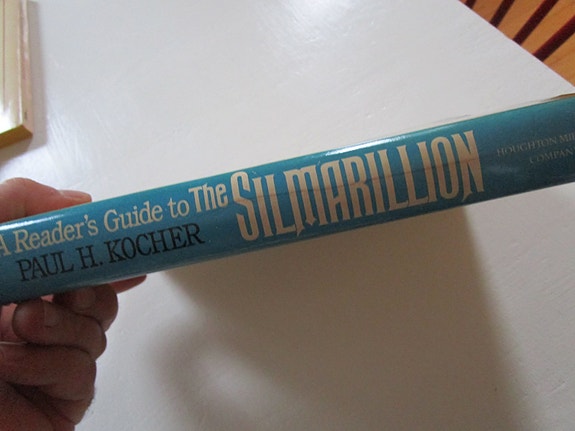 A Reader's Guide to The SILMARILLION
PAUL H. KOCHER
HOUGHTON